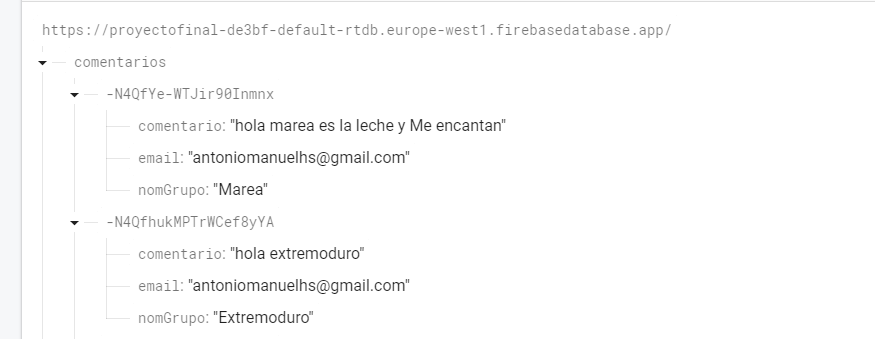 https://proyectofinal-de3bf-default-rtdb.europe-west1.firebasedatabase.app/
comentarios
-N4QfYe-WTJir90Inmnx
comentario: "hola marea es la leche y Me encantan"
email: "antoniomanuelhs@gmail.com"
nomGrupo: "Marea"
-N4QfhukMPTrWCef8yYA
comentario: "hola extremoduro"
email: "antoniomanuelhs@gmail.com"
nomGrupo: "Extremoduro"